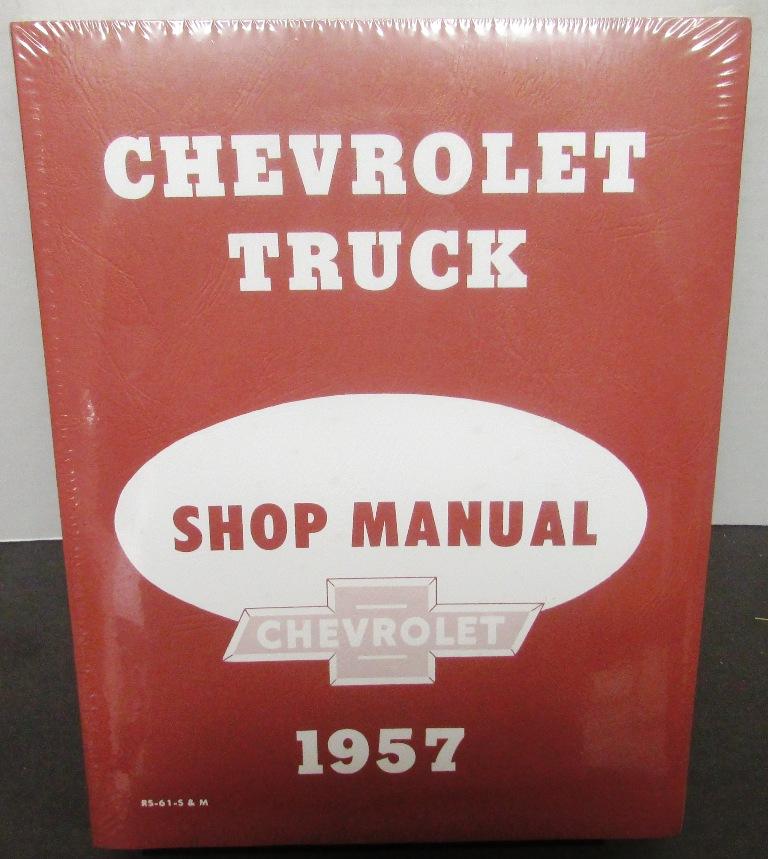 CHEVROLET
TRUCK
SHOP MANUAL
CHEVROLET
1957
RS-61-S & M